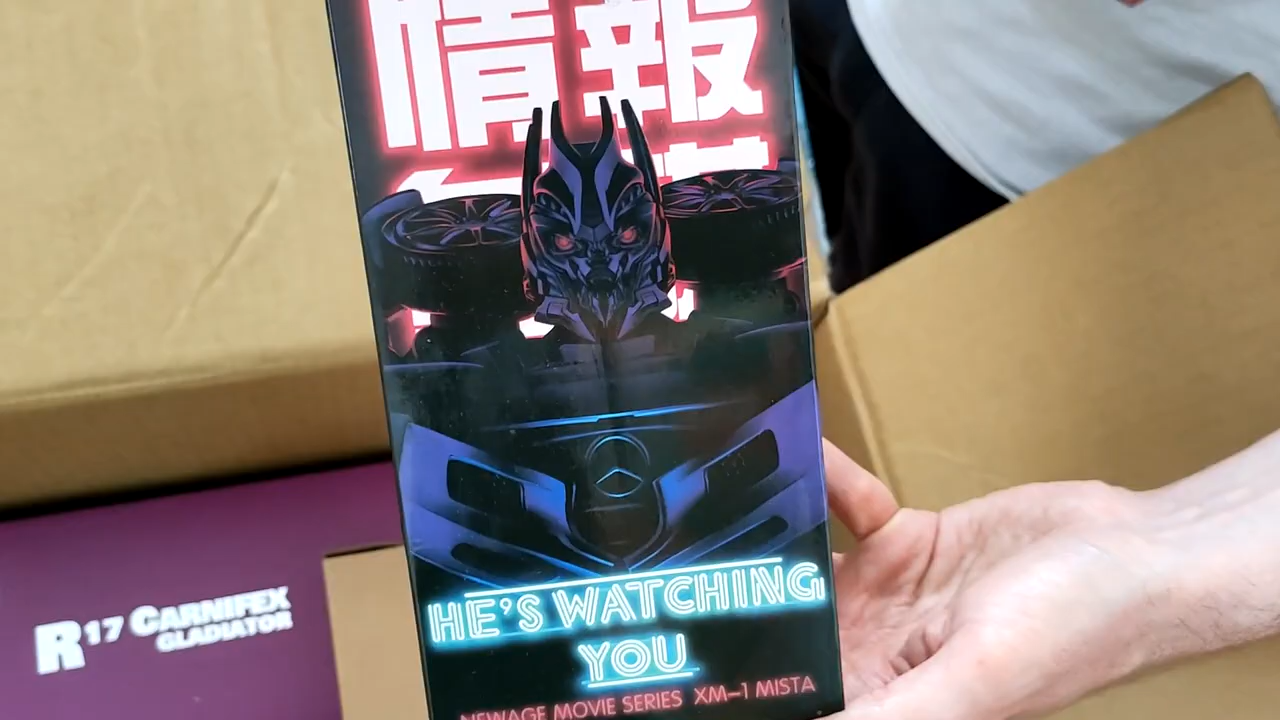 情報
HE'S WATCHING
YOU
NEWAGE MOVIE SERIES XM-1 MISTA
R17 CARNIFEX
GLADIATOR